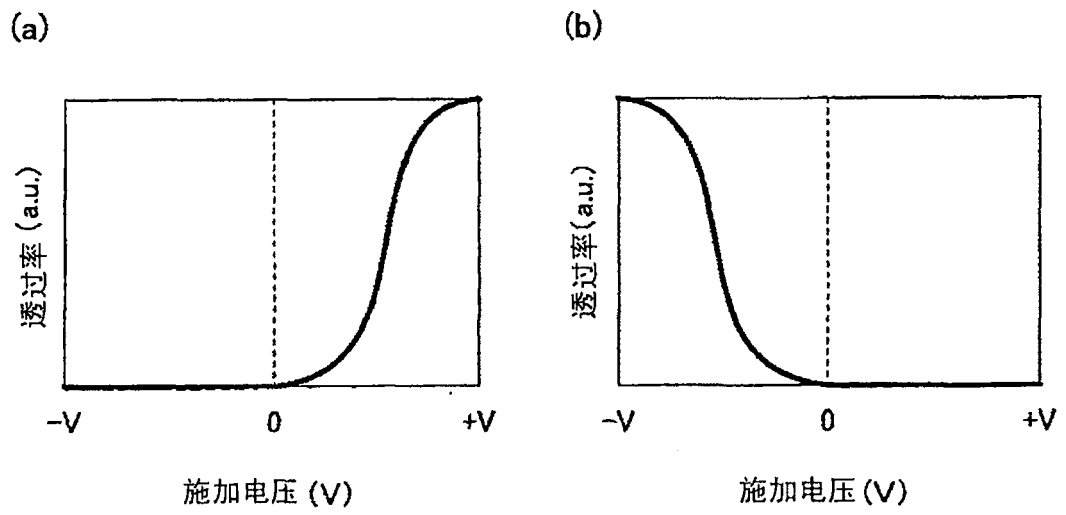 (a)
透过率 (a.u.)
-V 0 +V
施加电压 (V)
(b)
透过率(a.u.)
-V 0 +V
施加电压 (V)